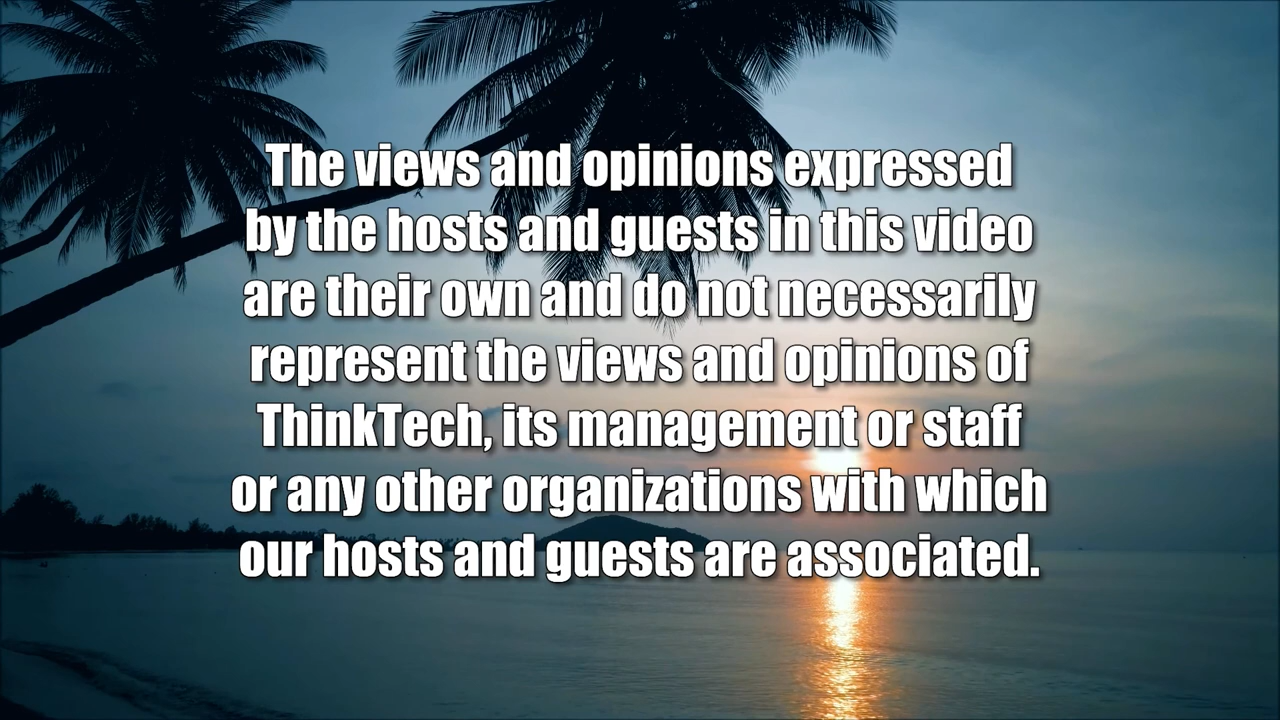 The views and opinions expressed
by the hosts and guests in this video
are their own and do not necessarily
represent the views and opinions of
ThinkTech, its management or staff
or any other organizations with which
our hosts and guests are associated.